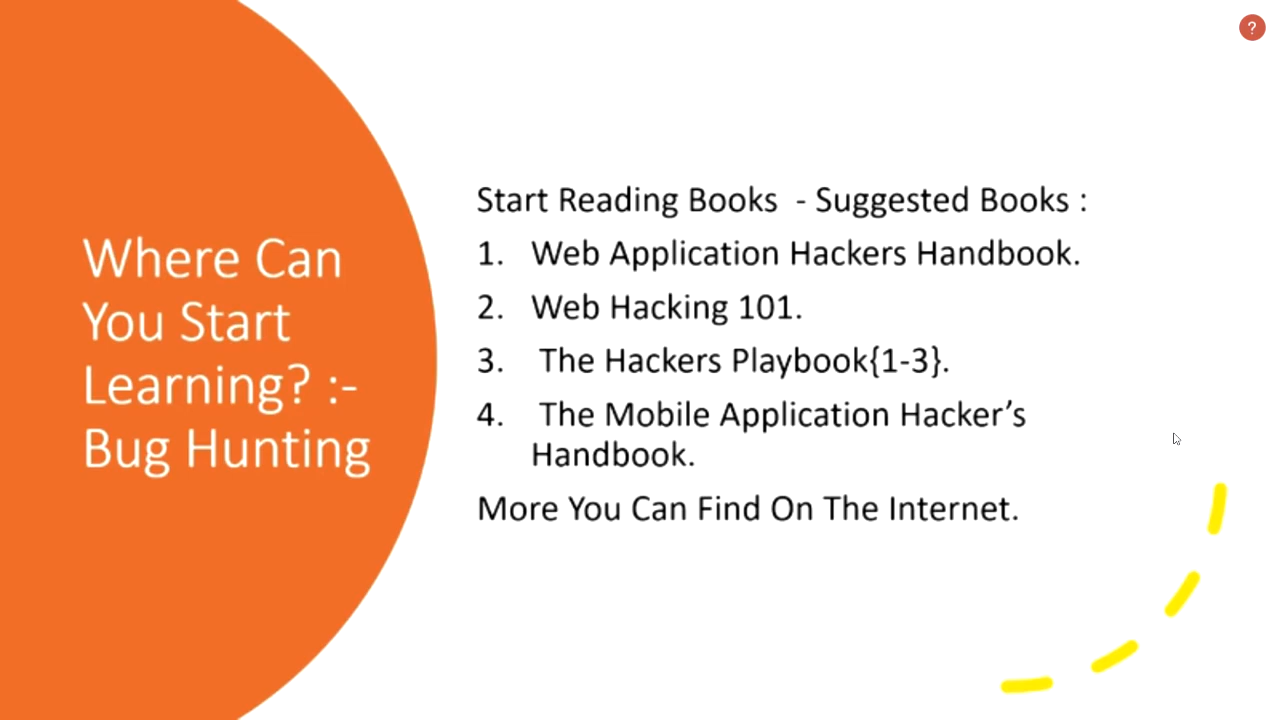 Where Can
You Start
Learning? :-
Bug Hunting
Start Reading Books  - Suggested Books :
1. Web Application Hackers Handbook.
2. Web Hacking 101.
3. The Hackers Playbook{1-3}.
4. The Mobile Application Hacker’s
Handbook.
More You Can Find On The Internet.
?